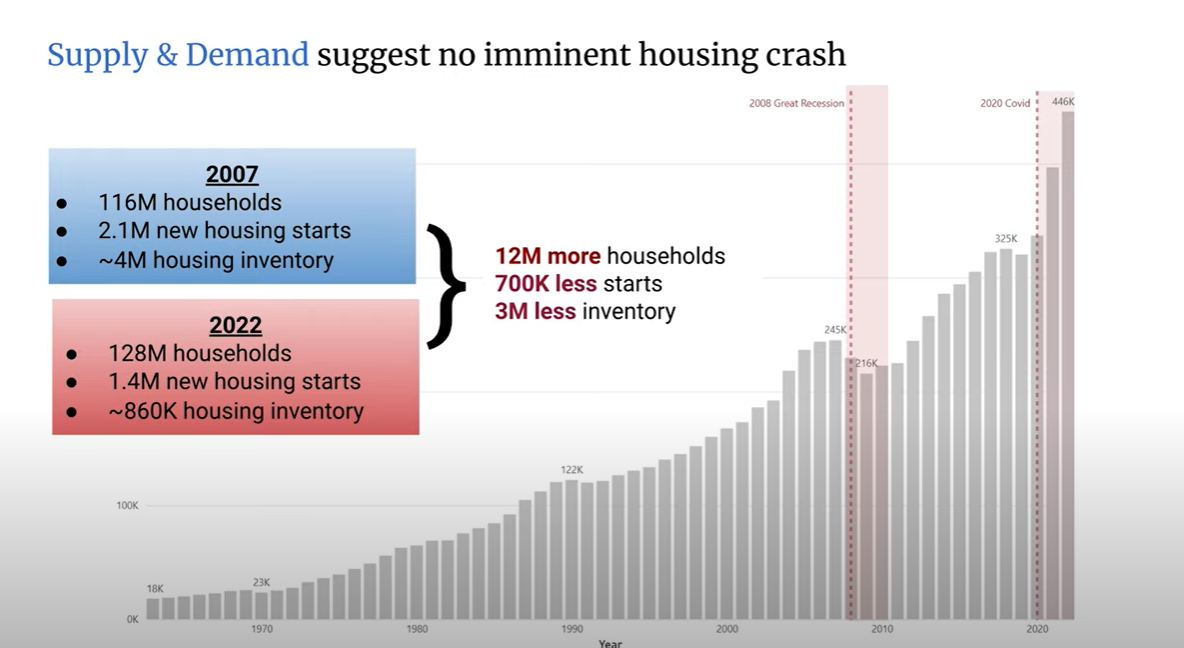 Supply & Demand suggest no imminent housing crash
2008 Great Recession
2020 Covid
446K
2007
● 116M households
● 2.1M new housing starts
● ~4M housing inventory
2022
● 128M households
● 1.4M new housing starts
● ~860K housing inventory
12M more households
700K less starts
3M less inventory
325K
245K
216K
122K
100K
23K
18K
0K
1970
1980
1990
2000
2010
2020
Year